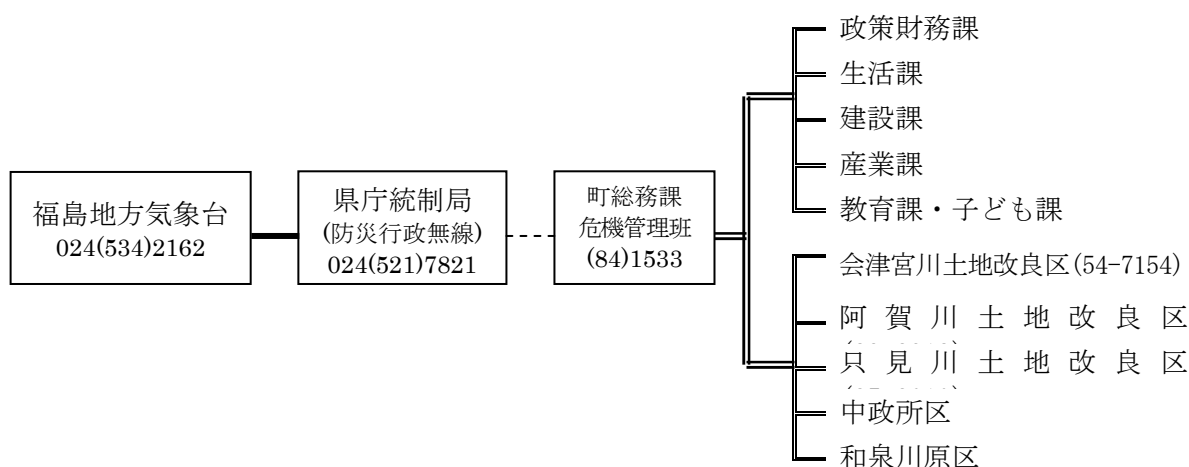 福島地方気象台
024(534)2162
県庁統制局
(防災行政無線)
024(521)7821
町総務課
危機管理班
(84)1533
政策財務課
生活課
建設課
産業課
教育課・子ども課
会津宮川土地改良区(54-7154)
阿賀川土地改良区
只見川土地改良区
中政所区
和泉川原区